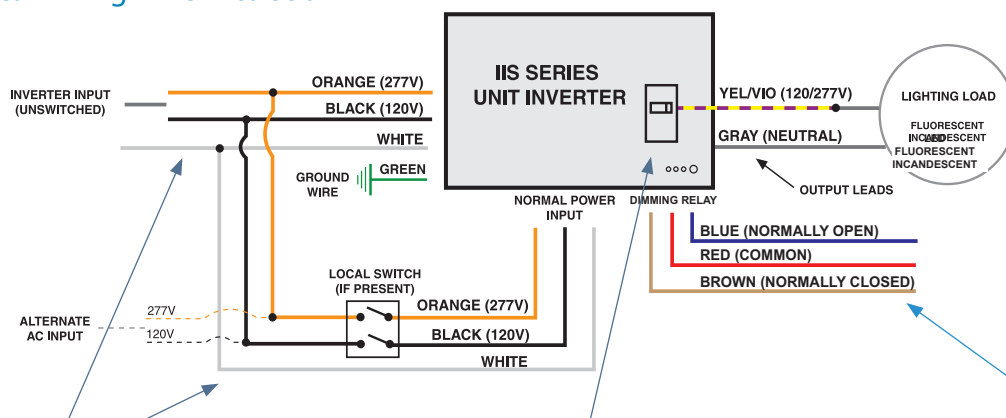 ORANGE (277V)
IIS SERIES
UNIT INVERTER
INVERTER INPUT
(UNSWITCHED)
BLACK (120V)
WHITE
YEL/VIO (120/277V)
LIGHTING LOAD
FLUORESCENT
INCANDESCENT
LED
FLUORESCENT
INCANDESCENT
GRAY (NEUTRAL)
GROUND
WIRE
GREEN
OUTPUT LEADS
NORMAL POWER
INPUT
DIMMING RELAY
BLUE (NORMALLY OPEN)
RED (COMMON)
BROWN (NORMALLY CLOSED)
LOCAL SWITCH
(IF PRESENT)
ORANGE (277V)
ALTERNATE
AC INPUT
277V
120V
BLACK (120V)
WHITE